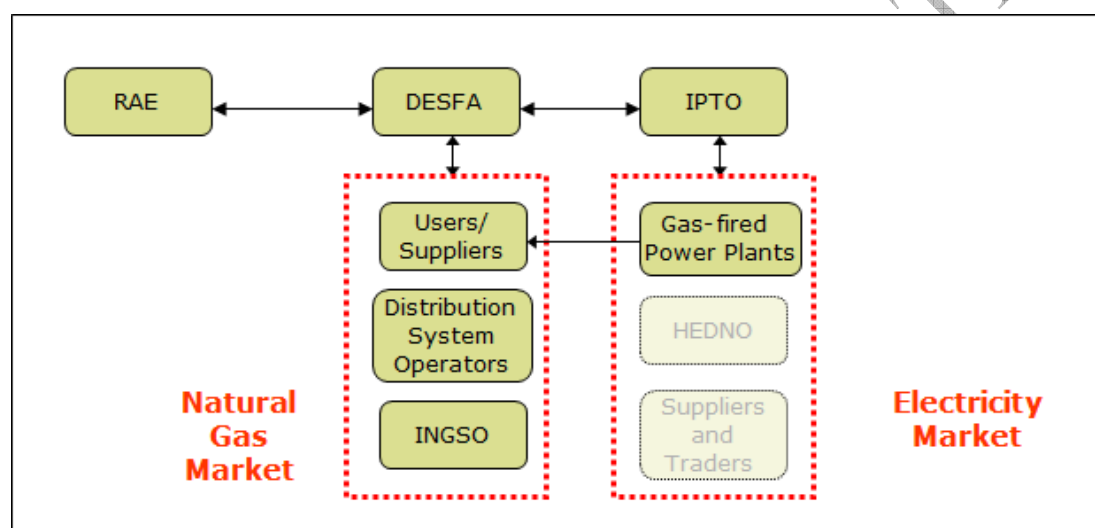 RAE
DESFA
IPTO
Users/
Suppliers
Gas-fired
Power Plants
Distribution
System
Operators
HEDNO
INGSO
Suppliers
and
Traders
Natural
Gas
Market
Electricity
Market